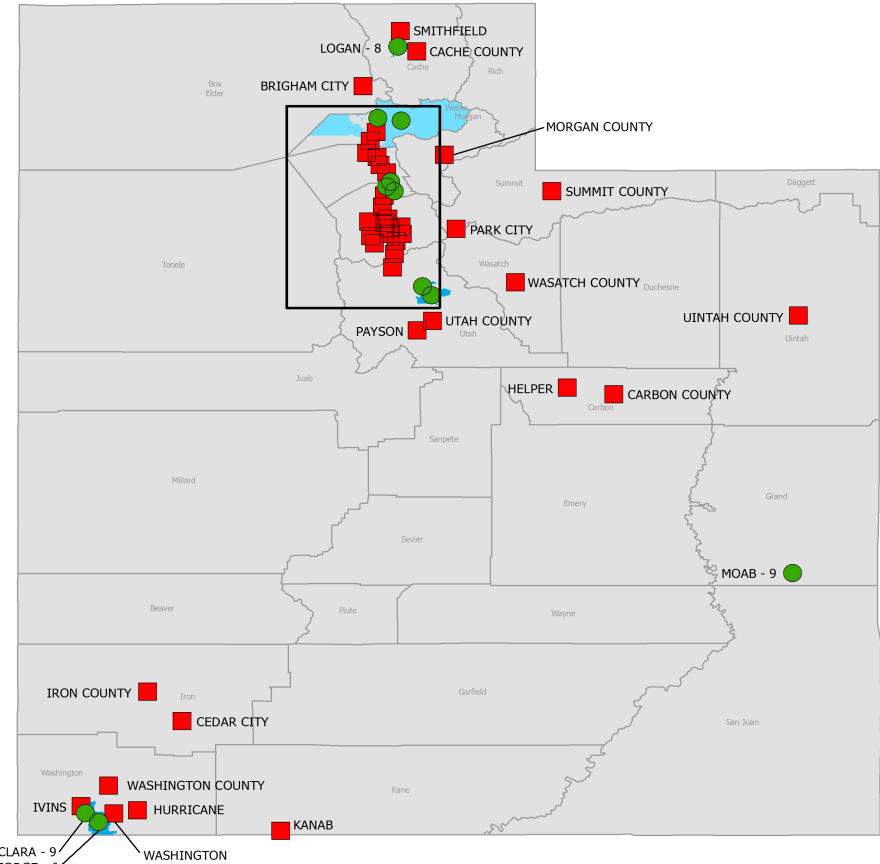 SMITHFIELD
LOGAN - 8
CACHE COUNTY
Cache
Rich
Box
Elder
BRIGHAM CITY
Morgan
MORGAN COUNTY
Summit
Daggett
SUMMIT COUNTY
PARK CITY
Tooele
Wasatch
WASATCH COUNTY
Duchesne
UINTAH COUNTY
Uintah
UTAH COUNTY
PAYSON
Utah
Juab
HELPER
CARBON COUNTY
Carbon
Sanpete
Millard
Emery
Grand
Sevier
MOAB - 9
Beaver
Piute
Wayne
IRON COUNTY
Iron
Garfield
CEDAR CITY
San Juan
Washington
WASHINGTON COUNTY
Kane
IVINS
HURRICANE
KANAB
CLARA - 9
WASHINGTON